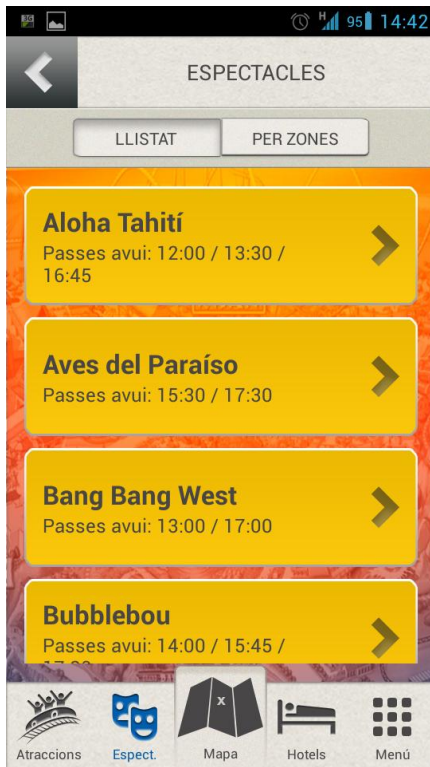 3G
H 95 14:42
ESPECTACLES
LLISTAT PER ZONES
Aloha Tahití
Passes avui: 12:00 / 13:30 /
16:45
Aves del Paraíso
Passes avui: 15:30 / 17:30
Bang Bang West
Passes avui: 13:00 / 17:00
Bubblebou
Passes avui: 14:00 / 15:45 /
x
Atraccions Espect. Mapa Hotels Menú